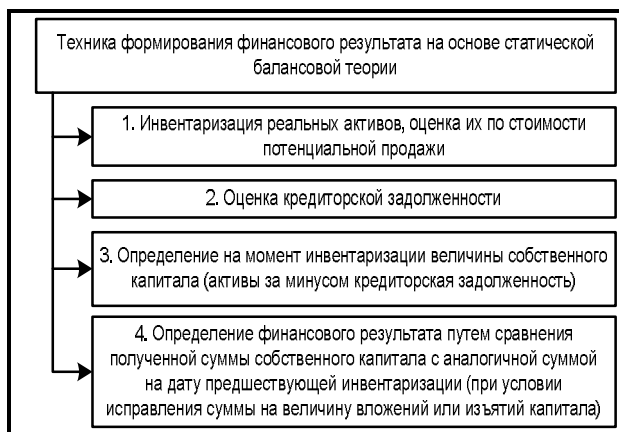 Техника формирования финансового результата на основе статической
балансовой теории
1. Инвентаризация реальных активов, оценка их по стоимости
потенциальной продажи
2. Оценка кредиторской задолженности
3. Определение на момент инвентаризации величины собственного
капитала (активы за минусом кредиторская задолженность)
4. Определение финансового результата путем сравнения
полученной суммы собственного капитала с аналогичной суммой
на дату предшествующей инвентаризации (при условии
исправления суммы на величину вложений или изъятий капитала)